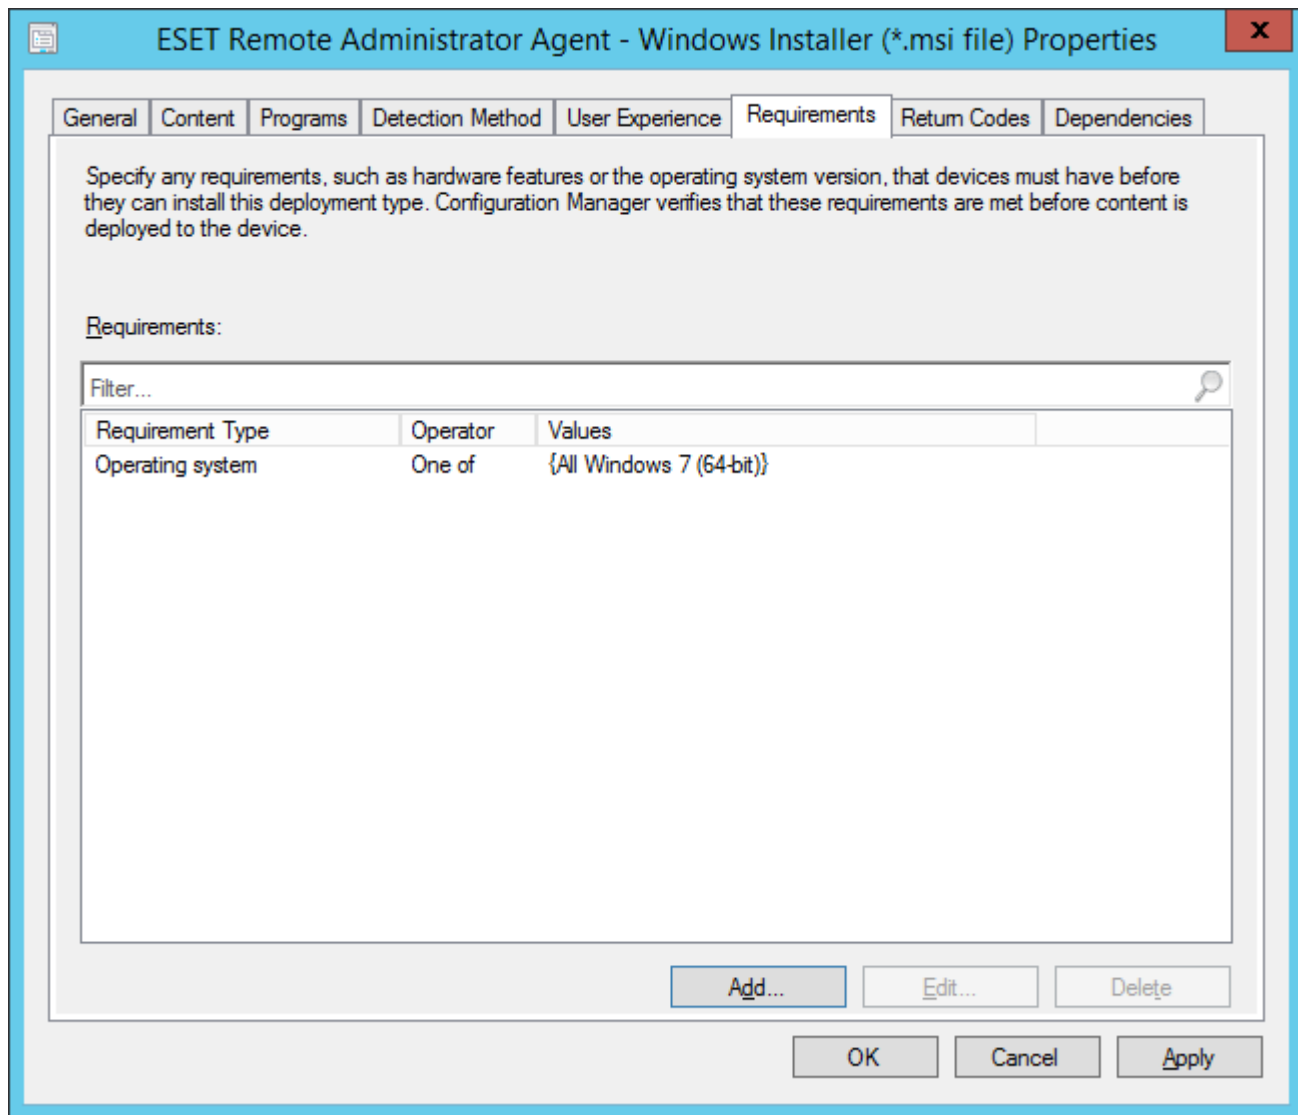 ESET Remote Administrator Agent - Windows Installer (*.msi file) Properties
x
General Content Programs Detection Method User Experience Requirements Return Codes Dependencies
Specify any requirements, such as hardware features or the operating system version, that devices must have before
they can install this deployment type. Configuration Manager verifies that these requirements are met before content is
deployed to the device.
Requirements:
Filter...
Requirement Type Operator Values
Operating system One of {All Windows 7 (64-bit)}
Add... Edit... Delete
OK Cancel Apply